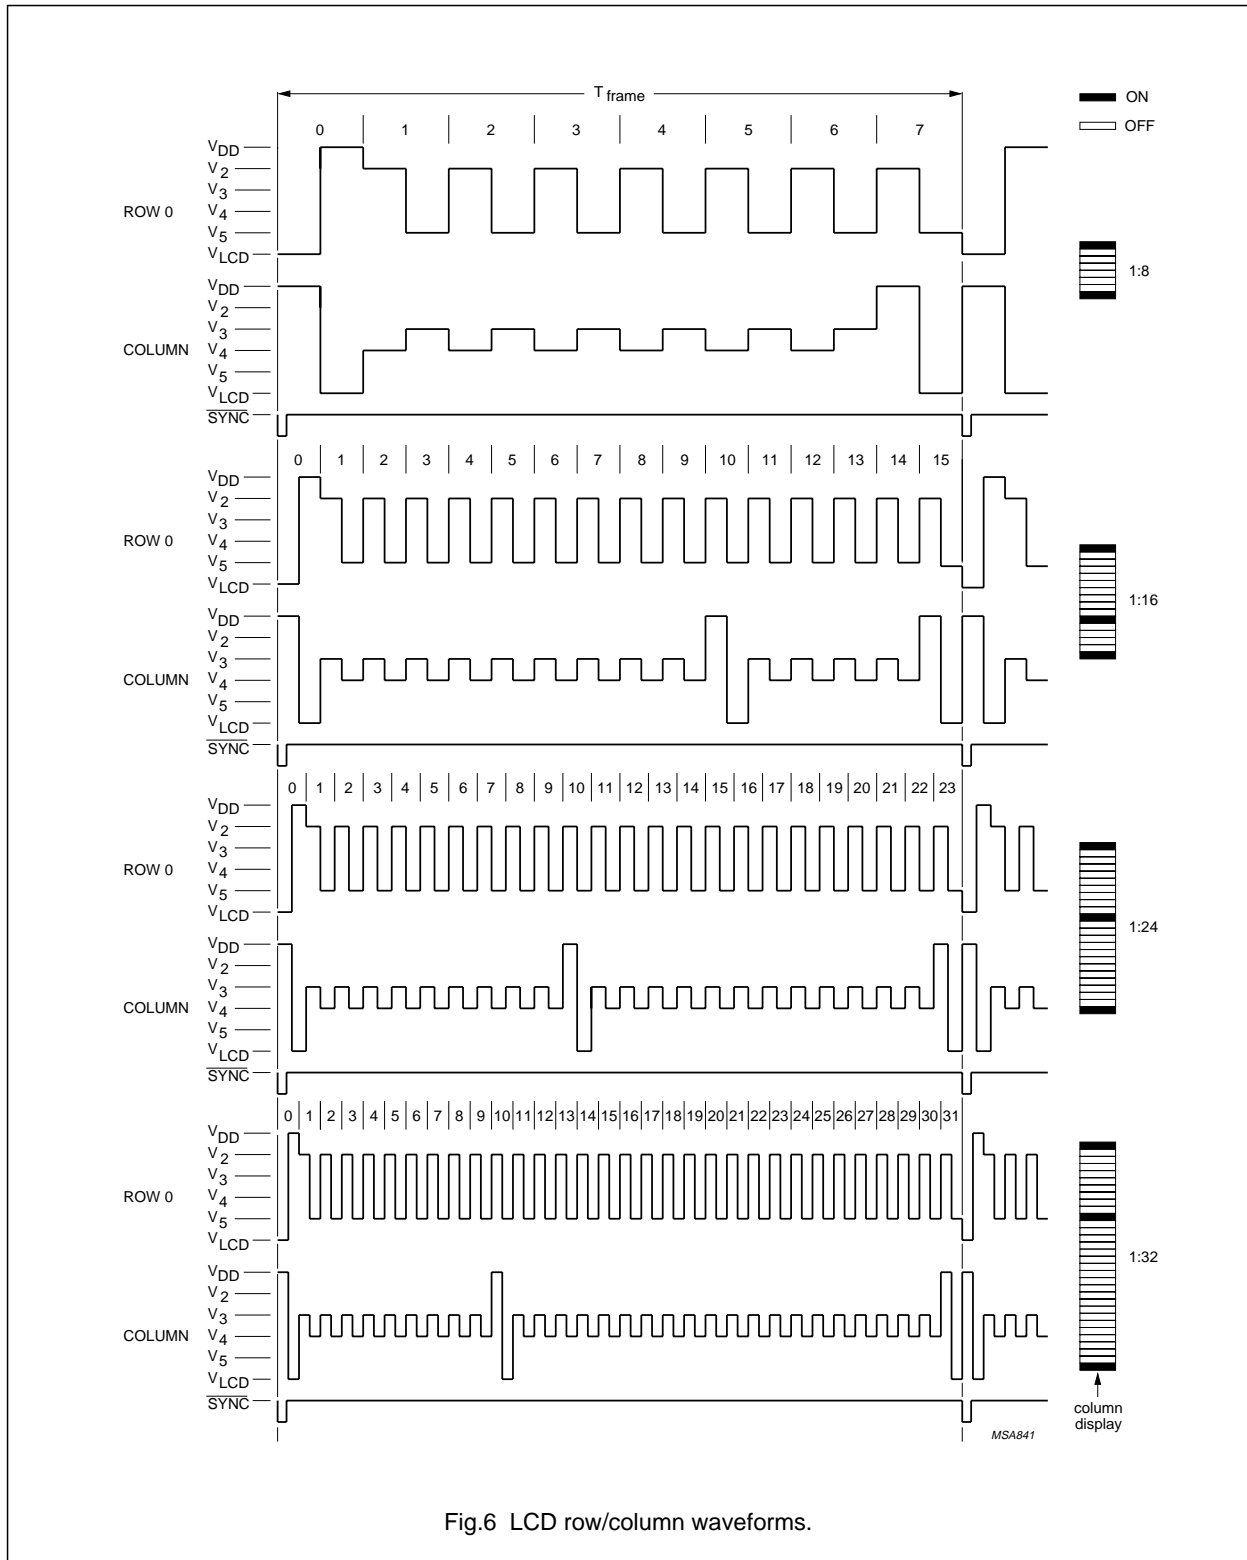 T frame
ON
OFF
0 1 2 3 4 5 6 7
VDD
V2
V3
ROW 0 V4
V5
VLCD
1:8
VDD
V2
V3
COLUMN V4
V5
VLCD
SYNC
0 1 2 3 4 5 6 7 8 9 10 11 12 13 14 15
VDD
V2
V3
ROW 0 V4
V5
VLCD
1:16
VDD
V2
V3
COLUMN V4
V5
VLCD
SYNC
0 1 2 3 4 5 6 7 8 9 10 11 12 13 14 15 16 17 18 19 20 21 22 23
VDD
V2
V3
ROW 0 V4
V5
VLCD
1:24
VDD
V2
V3
COLUMN V4
V5
VLCD
SYNC
0 1 2 3 4 5 6 7 8 9 10 11 12 13 14 15 16 17 18 19 20 21 22 23 24 25 26 27 28 29 30 31
VDD
V2
V3
ROW 0 V4
V5
VLCD
1:32
VDD
V2
V3
COLUMN V4
V5
VLCD
SYNC
column
display
MSA841
Fig.6 LCD row/column waveforms.